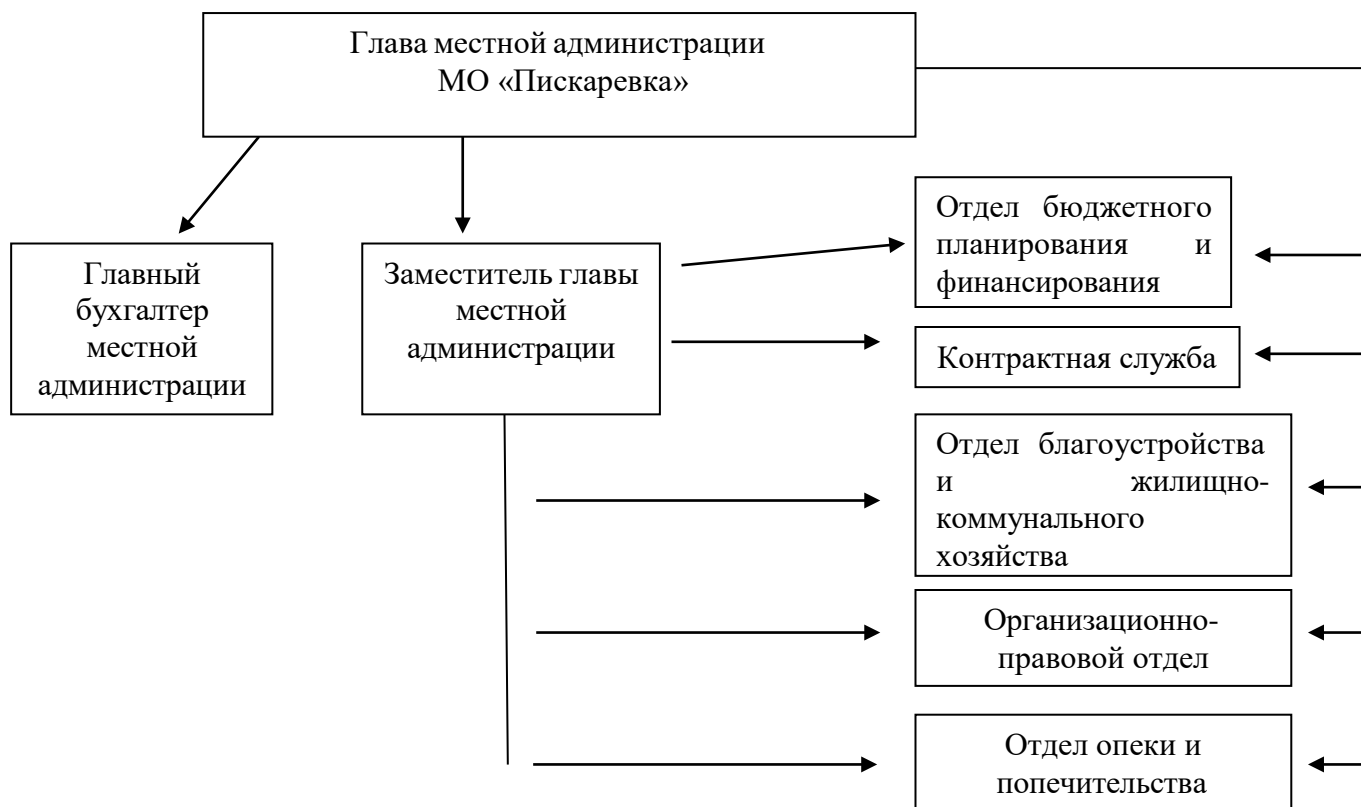 Глава местной администрации
МО «Пискаревка»
Главный
бухгалтер
местной
администрации
Заместитель главы
местной
администрации
Отдел бюджетного
планирования и
финансирования
Контрактная служба
Отдел благоустройства
и жилищно-
коммунального
хозяйства
Организационно-
правовой отдел
Отдел опеки и
попечительства